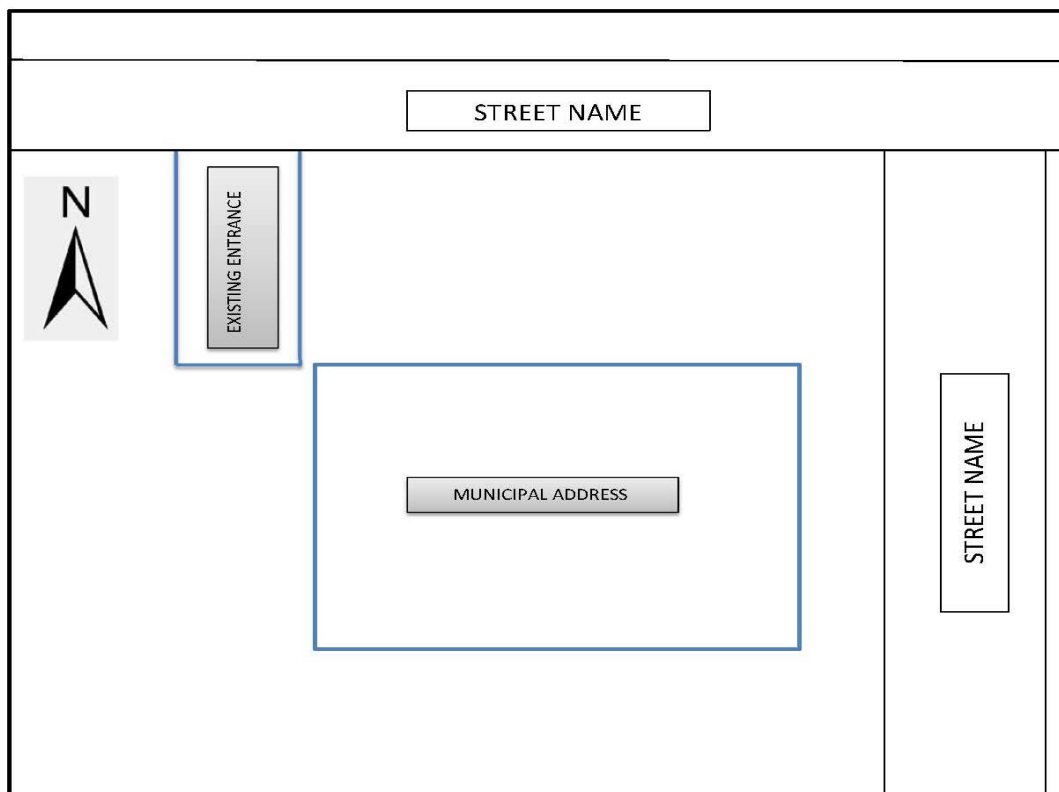 STREET NAME
N
EXISTING ENTRANCE
MUNICIPAL ADDRESS
STREET NAME